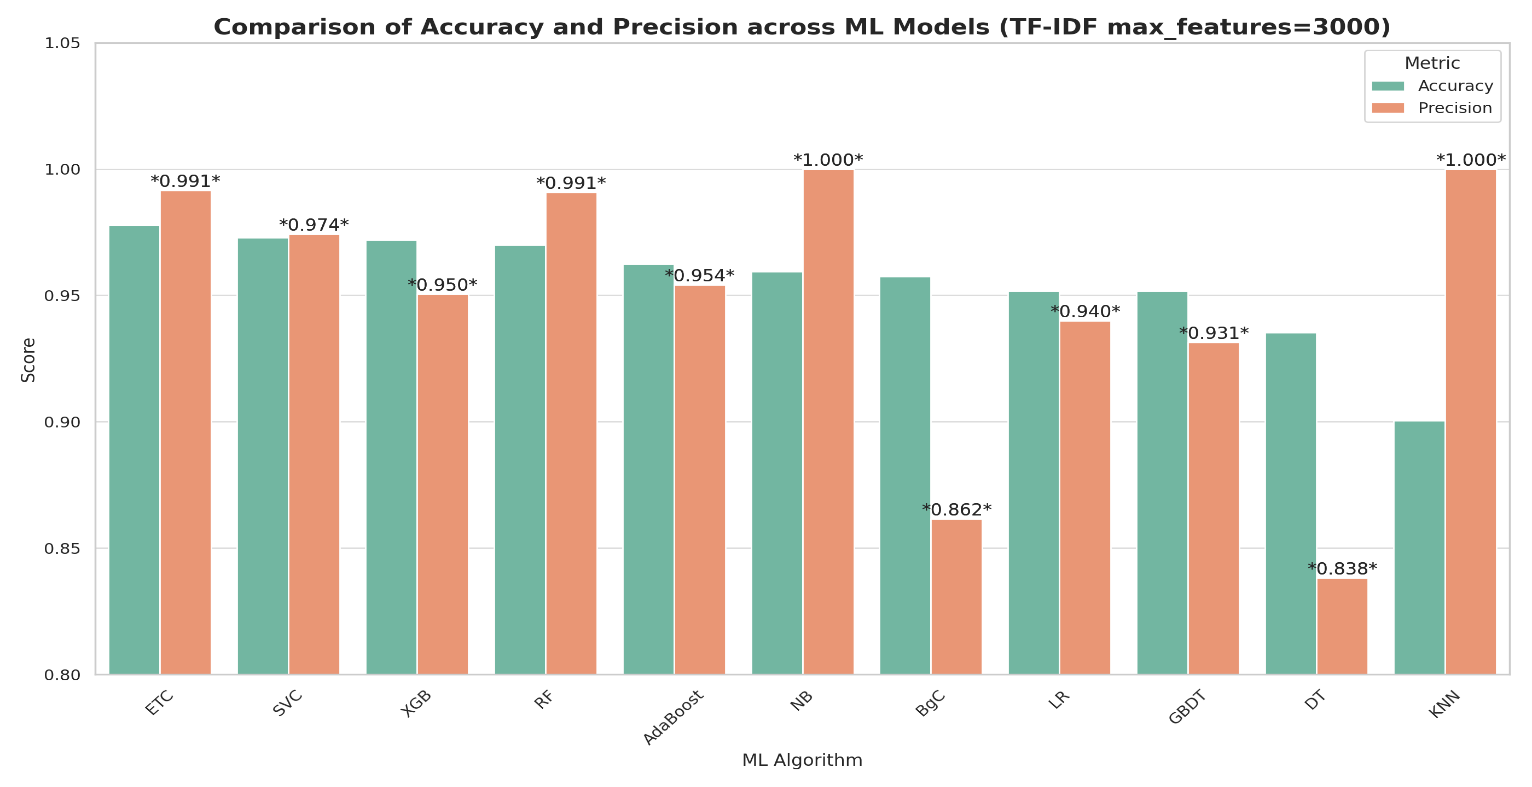 Comparison of Accuracy and Precision across ML Models (TF-IDF max_features=3000)
Metric
Accuracy
Precision
Score
1.05
1.00
0.95
0.90
0.85
0.80
*0.991*
*0.974*
*0.950*
*0.991*
*0.954*
*1.000*
*0.862*
*0.940*
*0.931*
*0.838*
*1.000*
ETC
SVC
XGB
RF
AdaBoost
NB
BgC
LR
GBDT
DT
KNN
ML Algorithm